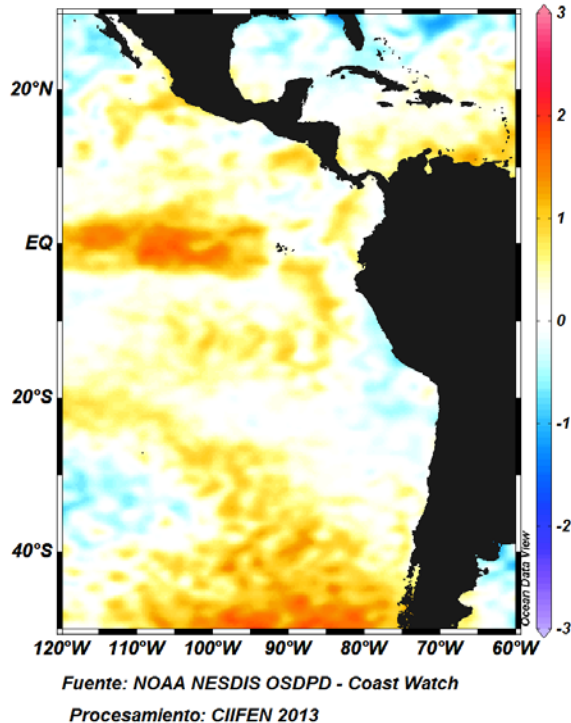 3
20°N
2
1
EQ
0
20°S
-1
-2
40°S
Ocean Data View
-3
120°W 110°W 100°W 90°W 80°W 70°W 60°W
Fuente: NOAA NESDIS OSDPD - Coast Watch
Procesamiento: CIIFEN 2013